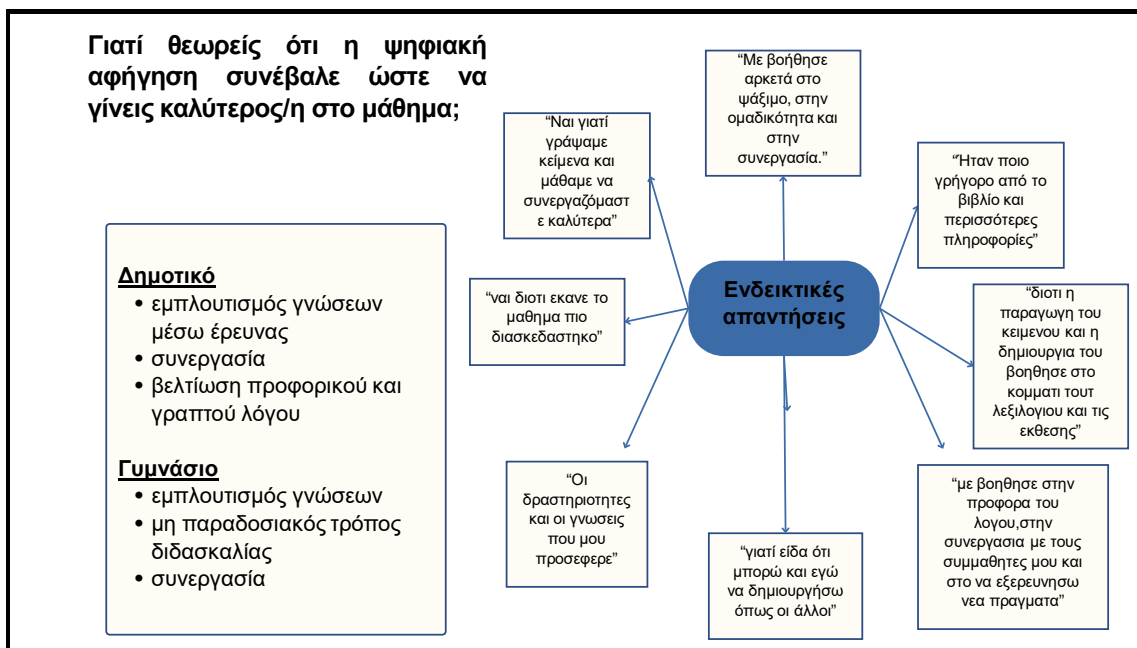 Γιατί θεωρείς ότι η ψηφιακή
αφήγηση συνέβαλε ώστε να
γίνεις καλύτερος/η στο μάθημα;
Δημοτικό
• εμπλουτισμός γνώσεων
μέσω έρευνας
• συνεργασία
• βελτίωση προφορικού και
γραπτού λόγου
Γυμνάσιο
• εμπλουτισμός γνώσεων
• μη παραδοσιακός τρόπος
διδασκαλίας
• συνεργασία
Ενδεικτικές
απαντήσεις
“Ναι γιατί
γράψαμε
κείμενα και
μάθαμε να
συνεργαζόμαστ
ε καλύτερα”
“Με βοήθησε
αρκετά στο
ψάξιμο, στην
ομαδικότητα και
στην
συνεργασία.”
“Ήταν ποιο
γρήγορο από το
βιβλίο και
περισσότερες
πληροφορίες”
“ναι διοτι εκανε το
μαθημα πιο
διασκεδαστηκο”
“διοτι η
παραγωγη του
κειμενου και η
δημιουργια του
βοηθησε στο
κομματι τουτ
λεξιλογιου και τις
εκθεσης”
“Οι
δραστηριοτητες
και οι γνωσεις
που μου
προσεφερε”
“γιατί είδα ότι
μπορώ και εγώ
να δημιουργήσω
όπως οι άλλοι”
“με βοηθησε στην
προφορα του
λογου,στην
συνεργασια με τους
συμμαθητες μου και
στο να εξερευνησω
νεα πραγματα”